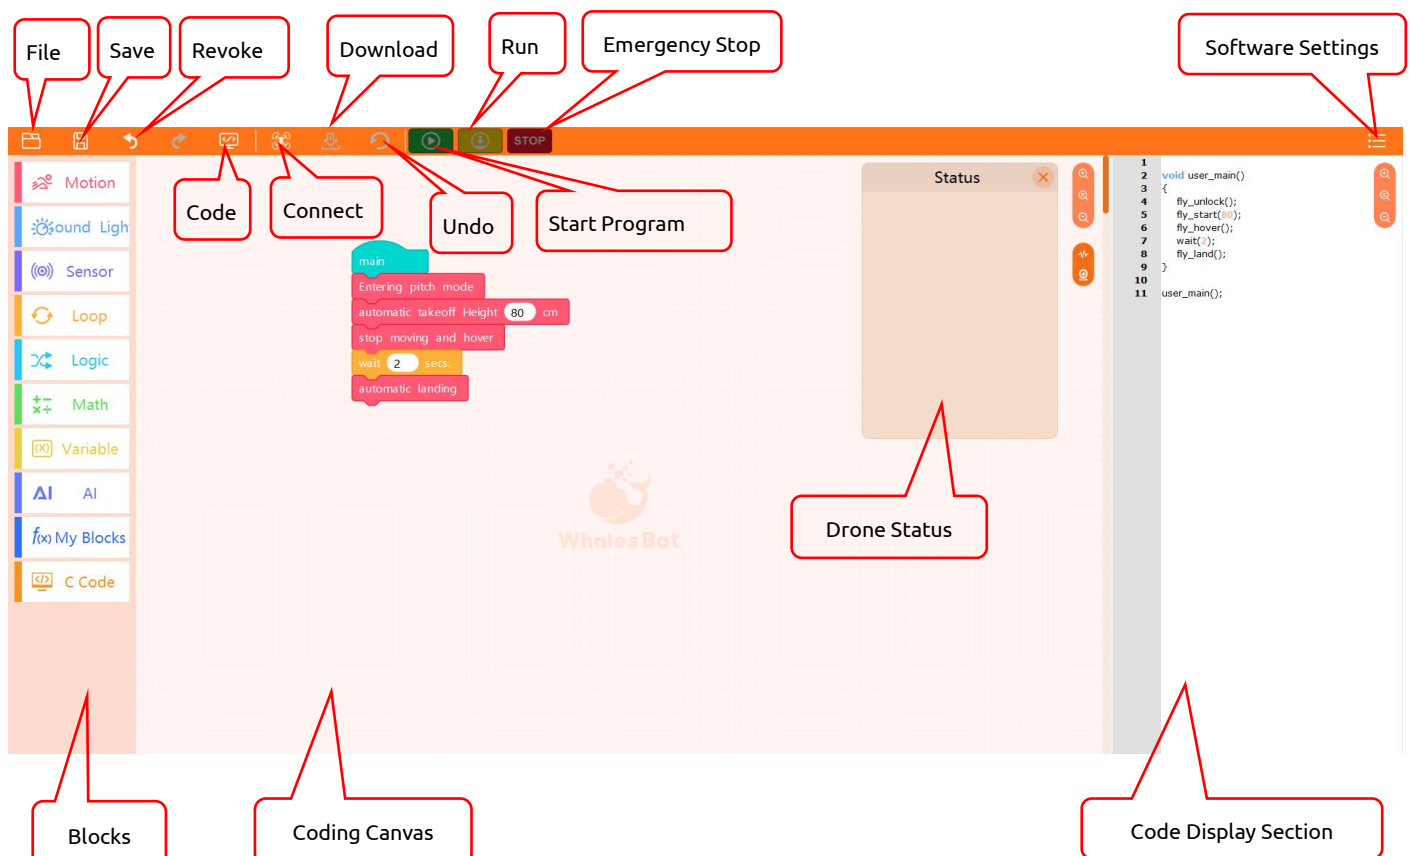 File
Save
Revoke
Download
Run
Emergency Stop
Software Settings
STOP
Code
Connect
Undo
Start Program
Motion
ound Ligh
Sensor
Loop
Logic
Math
(x) Variable
AI AI
f(x) My Blocks
</> C Code
main
Entering pitch mode
automatic takeoff Height 80 cm
stop moving and hover
wait 2 secs.
automatic landing
WhalesBot
Status
Drone Status
1
2 void user_main()
3 {
4 fly_unlock();
5 fly_start(80);
6 fly_hover();
7 wait(2);
8 fly_land();
9 }
10
11 user_main();
Blocks
Coding Canvas
Code Display Section